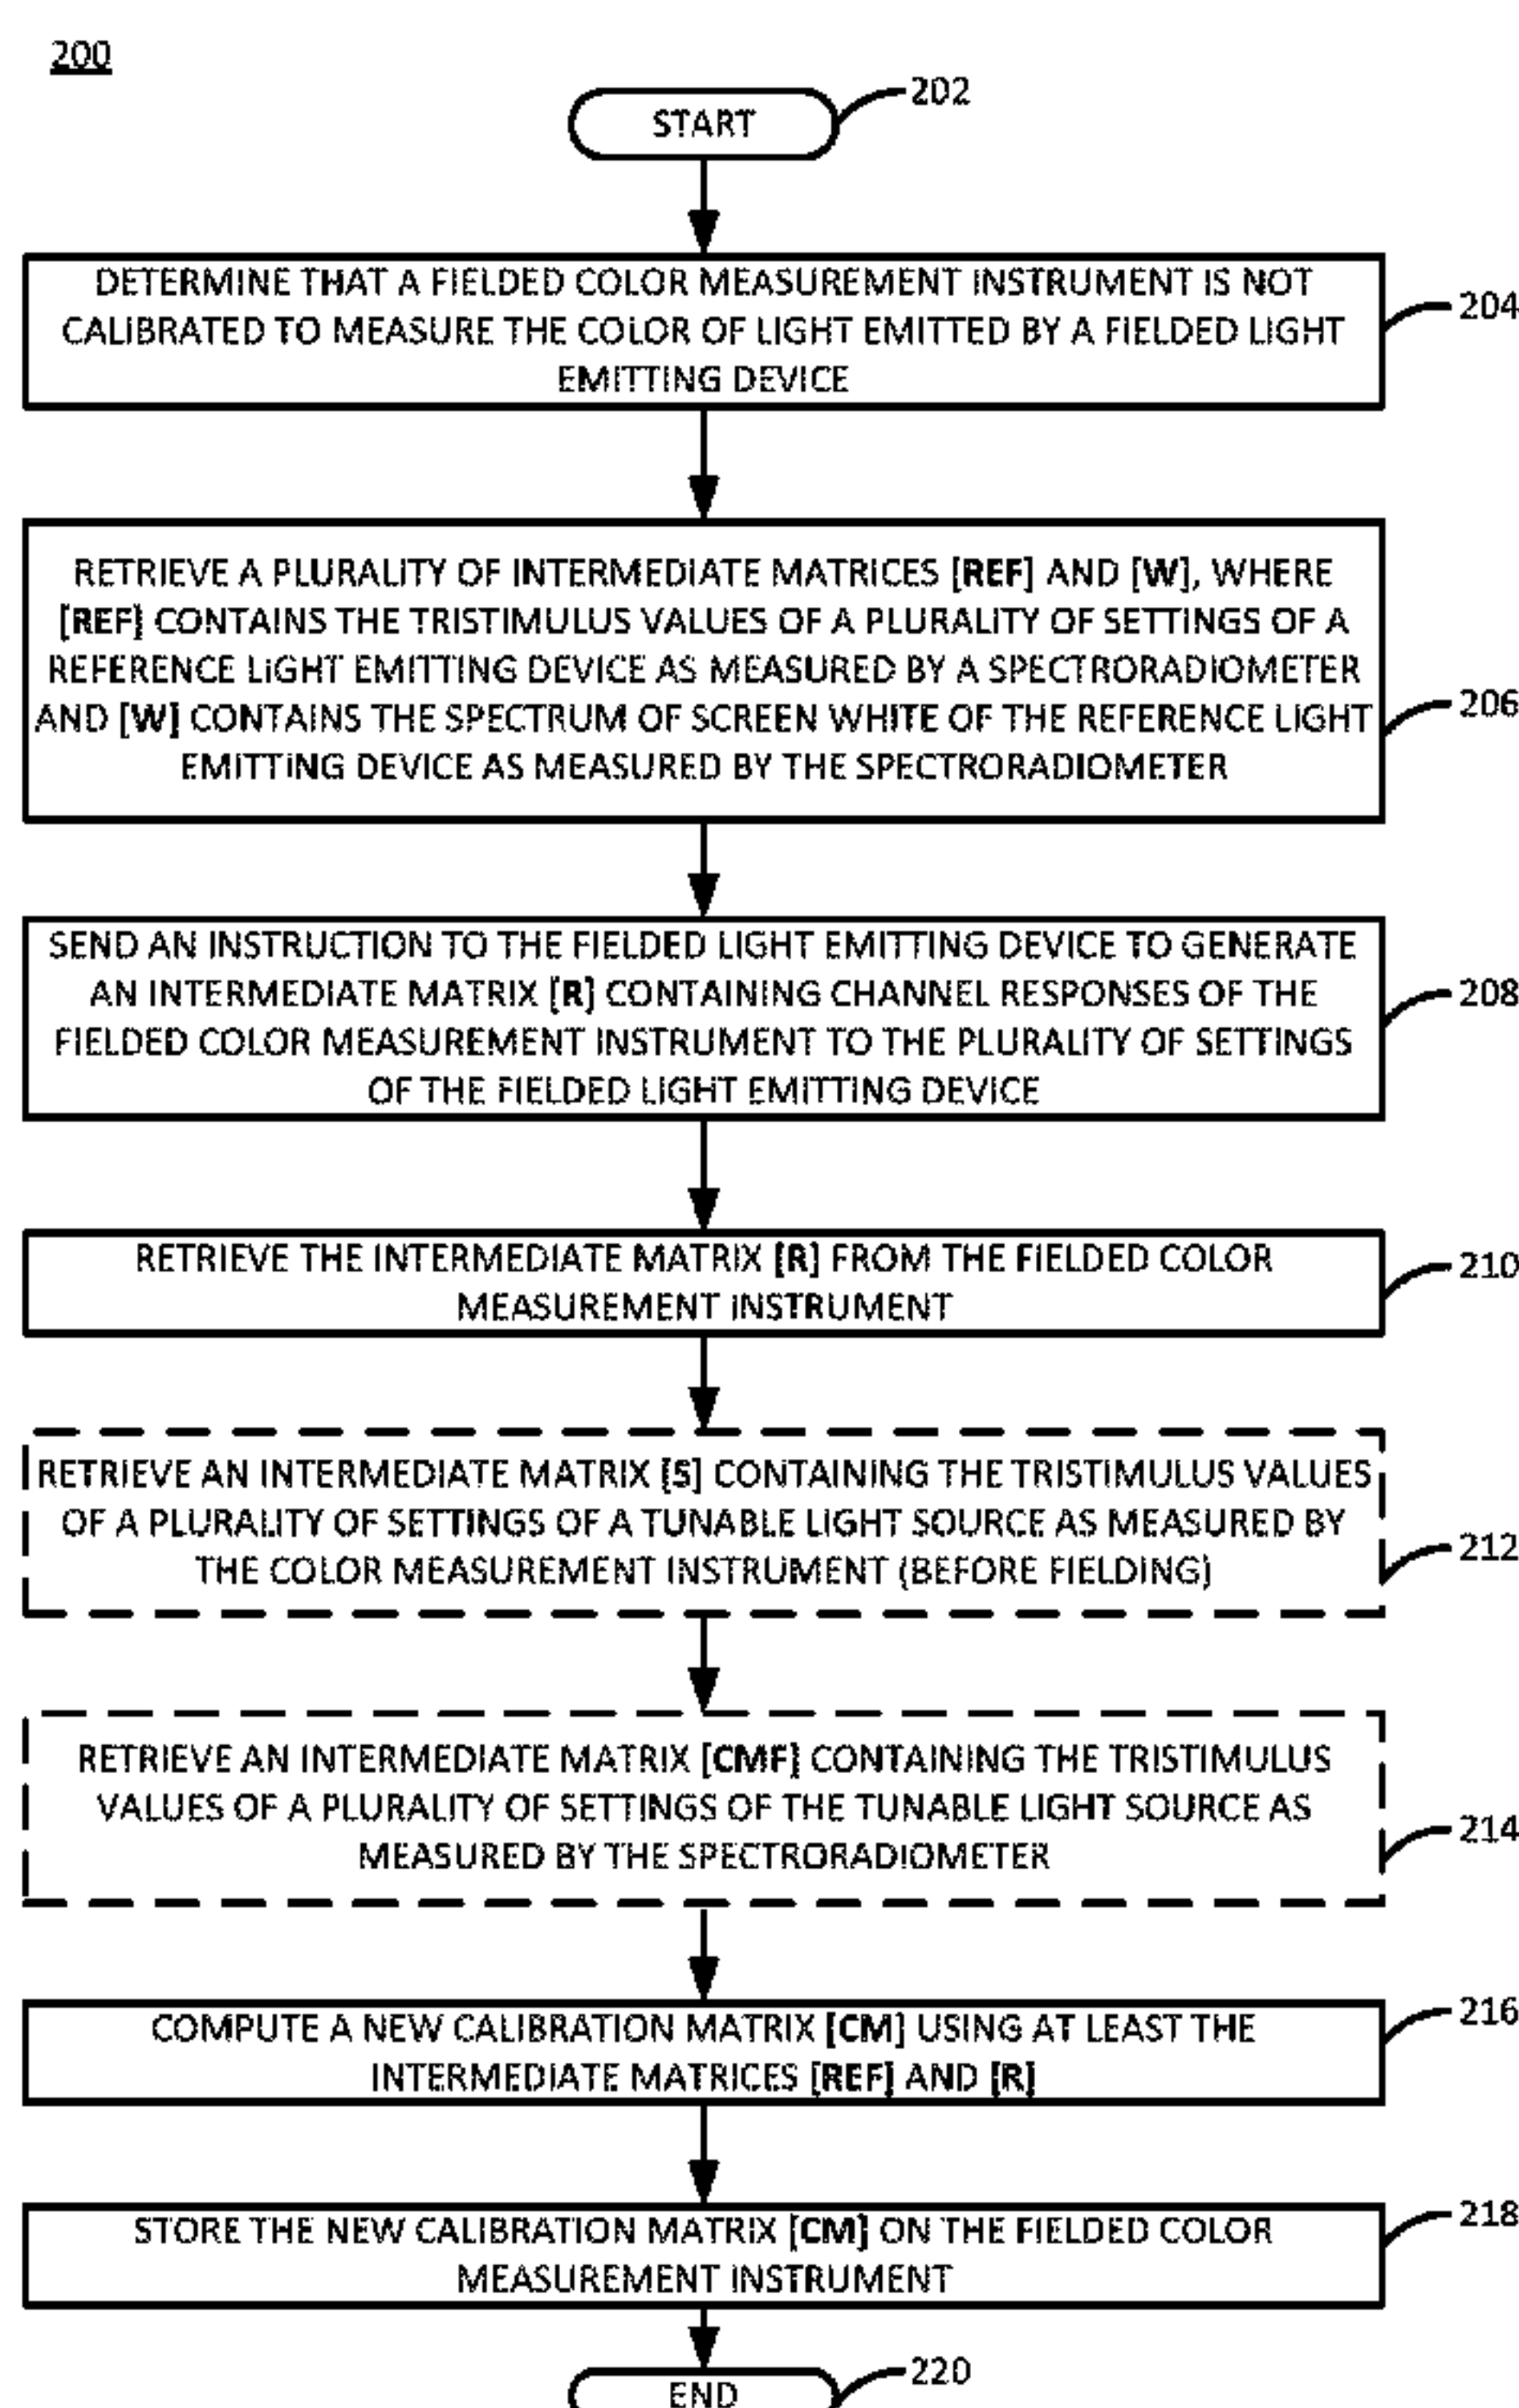 200
START
202
DETERMINE THAT A FIELDED COLOR MEASUREMENT INSTRUMENT IS NOT
CALIBRATED TO MEASURE THE COLOR OF LIGHT EMITTED BY A FIELDED LIGHT
EMITTING DEVICE
204
RETRIEVE A PLURALITY OF INTERMEDIATE MATRICES [REF] AND [W], WHERE
[REF] CONTAINS THE TRISTIMULUS VALUES OF A PLURALITY OF SETTINGS OF A
REFERENCE LIGHT EMITTING DEVICE AS MEASURED BY A SPECTRORADIOMETER
AND [W] CONTAINS THE SPECTRUM OF SCREEN WHITE OF THE REFERENCE LIGHT
EMITTING DEVICE AS MEASURED BY THE SPECTRORADIOMETER
206
SEND AN INSTRUCTION TO THE FIELDED LIGHT EMITTING DEVICE TO GENERATE
AN INTERMEDIATE MATRIX [R] CONTAINING CHANNEL RESPONSES OF THE
FIELDED COLOR MEASUREMENT INSTRUMENT TO THE PLURALITY OF SETTINGS
OF THE FIELDED LIGHT EMITTING DEVICE
208
RETRIEVE THE INTERMEDIATE MATRIX [R] FROM THE FIELDED COLOR
MEASUREMENT INSTRUMENT
210
RETRIEVE AN INTERMEDIATE MATRIX [S] CONTAINING THE TRISTIMULUS VALUES
OF A PLURALITY OF SETTINGS OF A TUNABLE LIGHT SOURCE AS MEASURED BY
THE COLOR MEASUREMENT INSTRUMENT (BEFORE FIELDING)
212
RETRIEVE AN INTERMEDIATE MATRIX [CMF] CONTAINING THE TRISTIMULUS
VALUES OF A PLURALITY OF SETTINGS OF THE TUNABLE LIGHT SOURCE AS
MEASURED BY THE SPECTRORADIOMETER
214
COMPUTE A NEW CALIBRATION MATRIX [CM] USING AT LEAST THE
INTERMEDIATE MATRICES [REF] AND [R]
216
STORE THE NEW CALIBRATION MATRIX [CM] ON THE FIELDED COLOR
MEASUREMENT INSTRUMENT
218
END
220